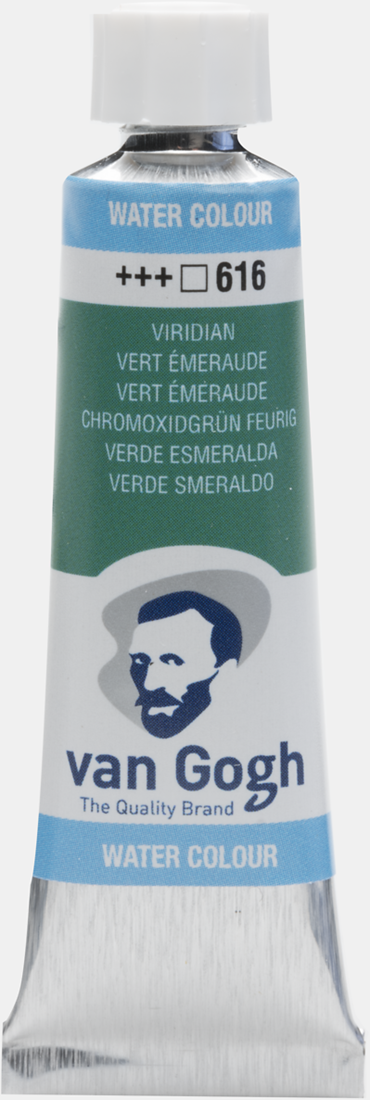 WATER COLOUR
+++ □ 616
VIRIDIAN
VERT ÉMERAUDE
VERT ÉMERAUDE
CHROMOXIDGRÜN FEURIG
VERDE ESMERALDA
VERDE SMERALDO
van Gogh
The Quality Brand
WATER COLOUR